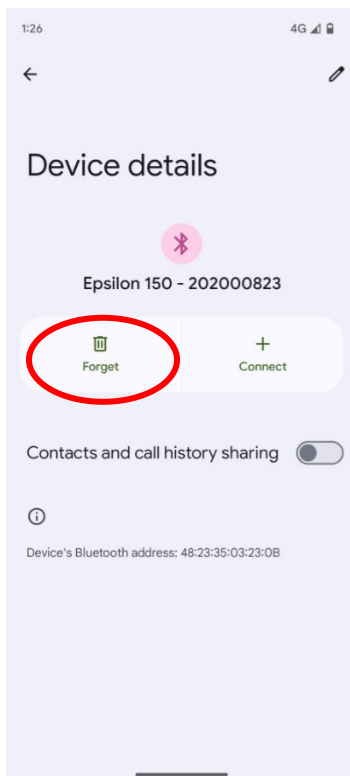 1:26 4G
Device details
Epsilon 150 - 202000823
Forget Connect
Contacts and call history sharing
Device's Bluetooth address: 48:23:35:03:23:0B